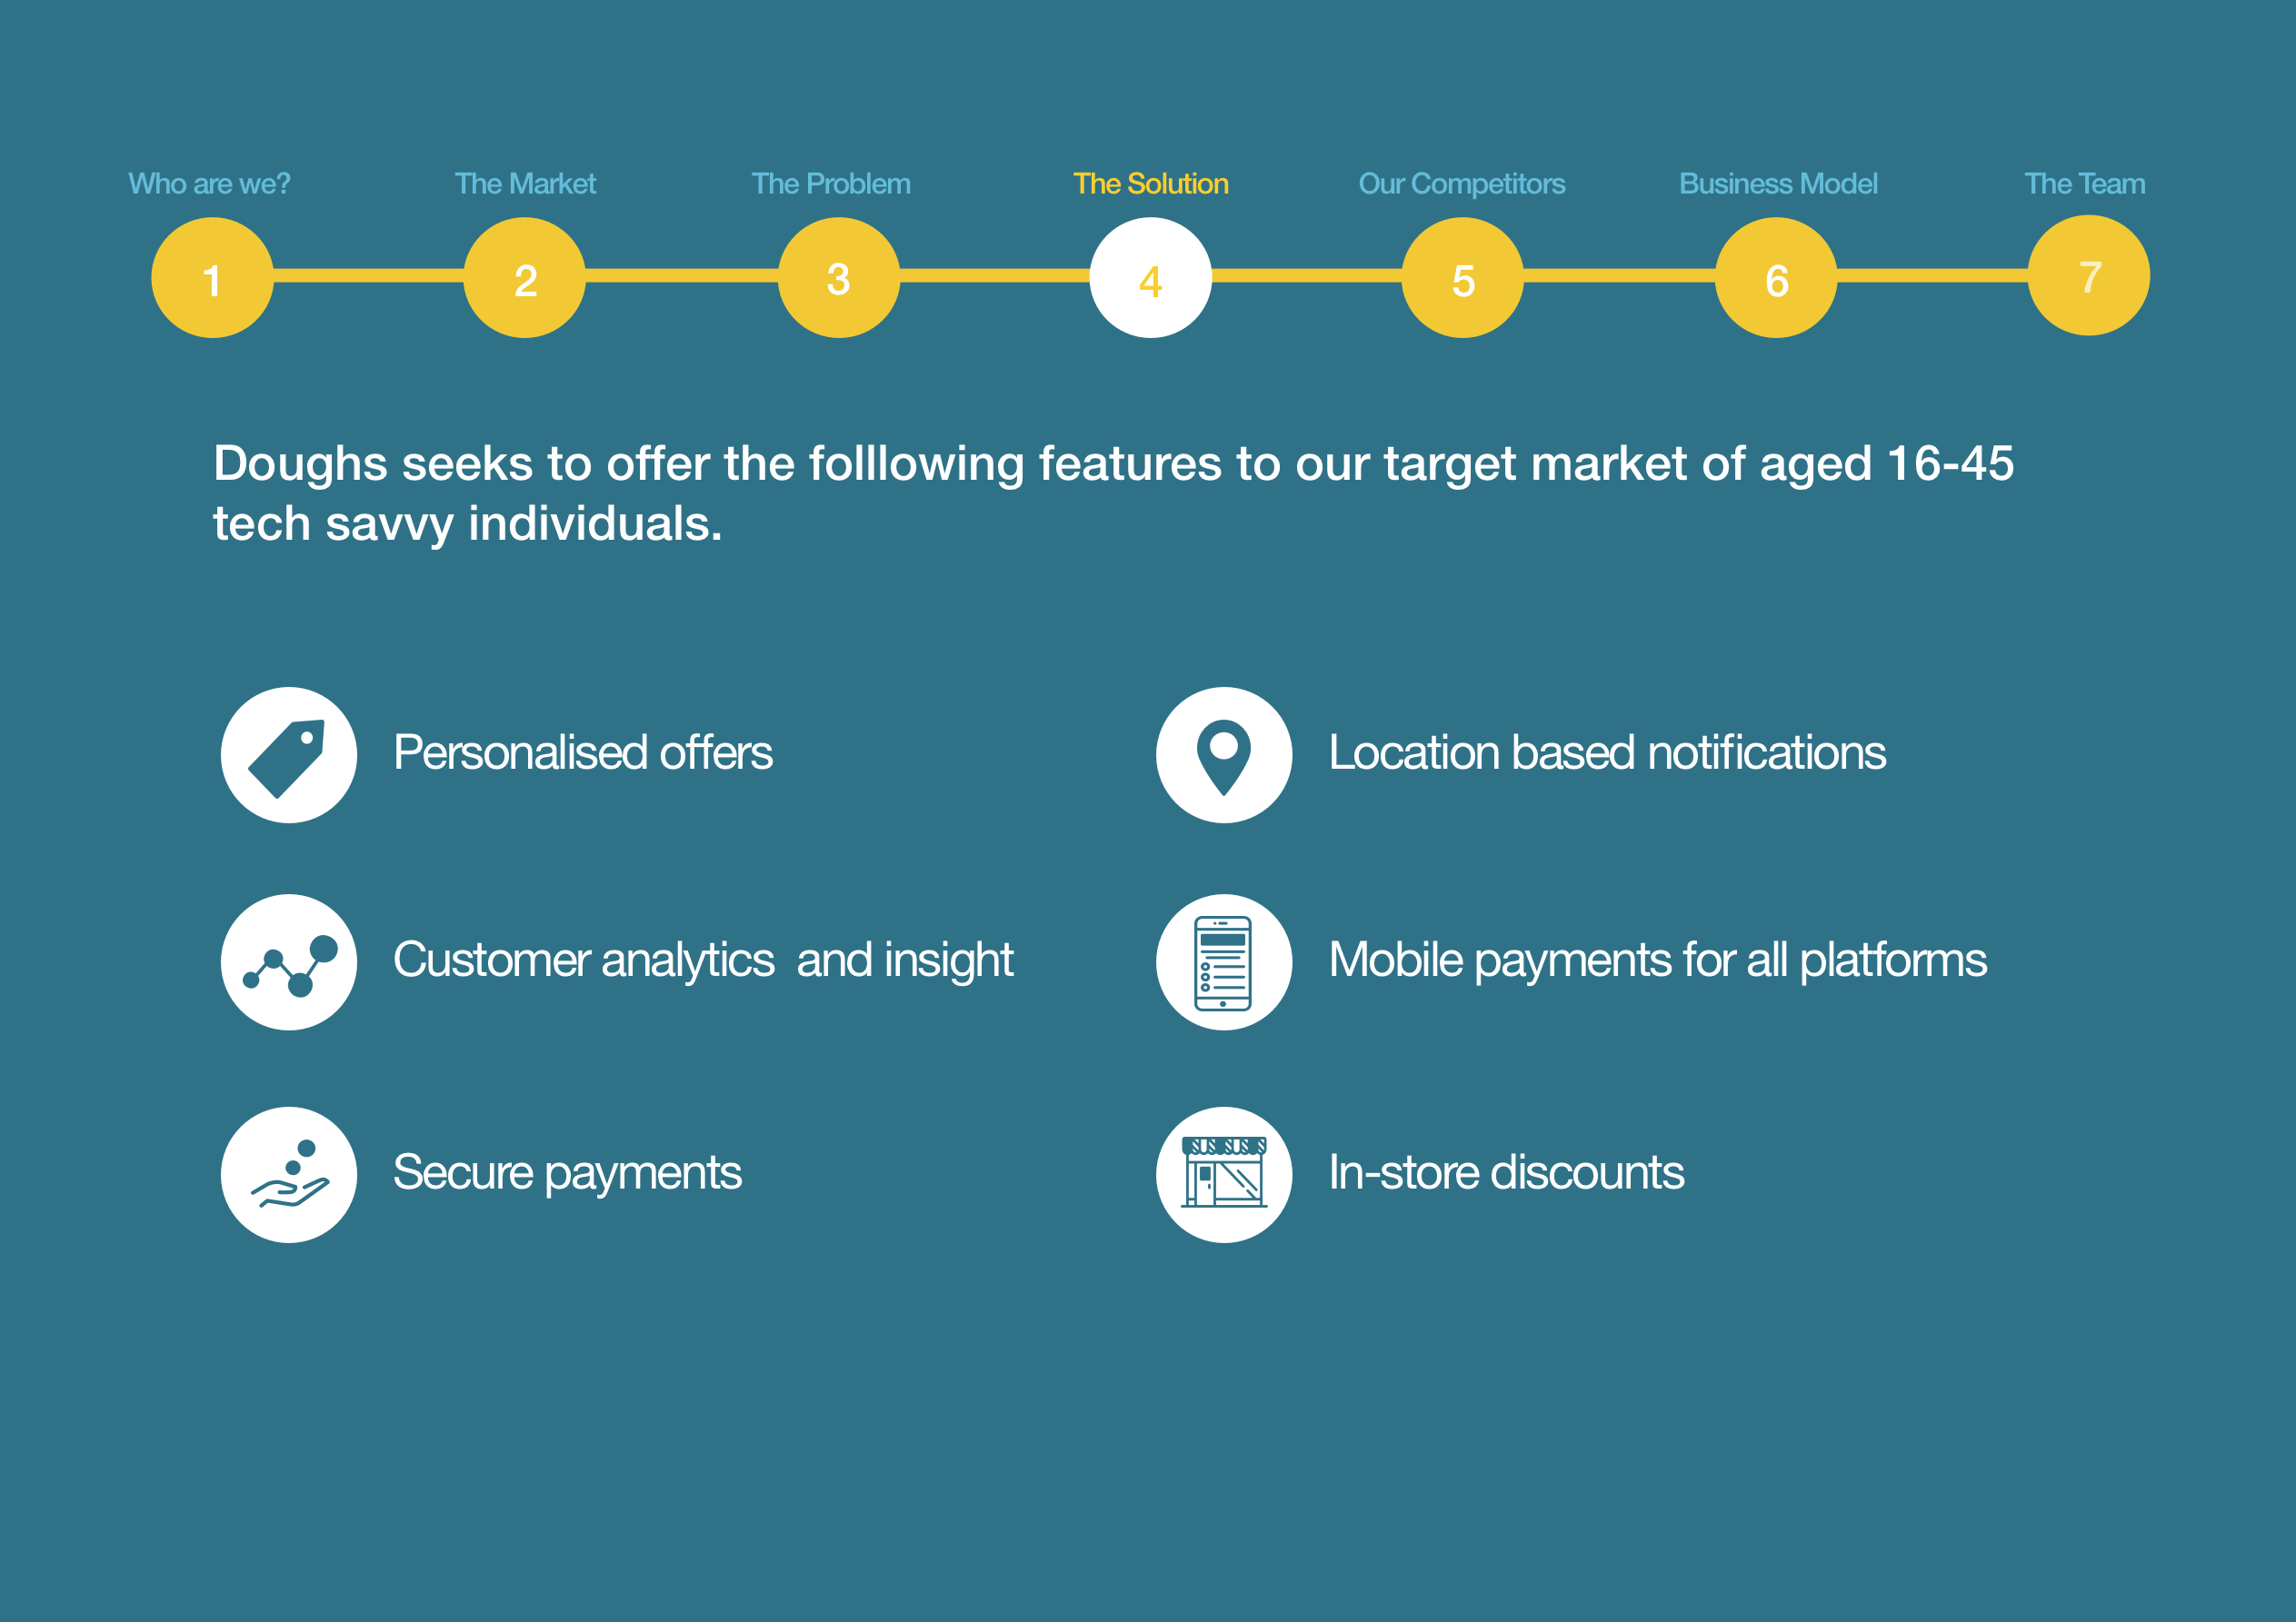 Who are we?
The Market
The Problem
The Solution
Our Competitors
Business Model
The Team
1
2
3
4
5
6
7
Doughs seeks to offer the folllowing features to our target market of aged 16-45
tech savvy individuals.
Personalised offers
Location based notifications
Customer analytics  and insight
Mobile payments for all platforms
Secure payments
In-store discounts